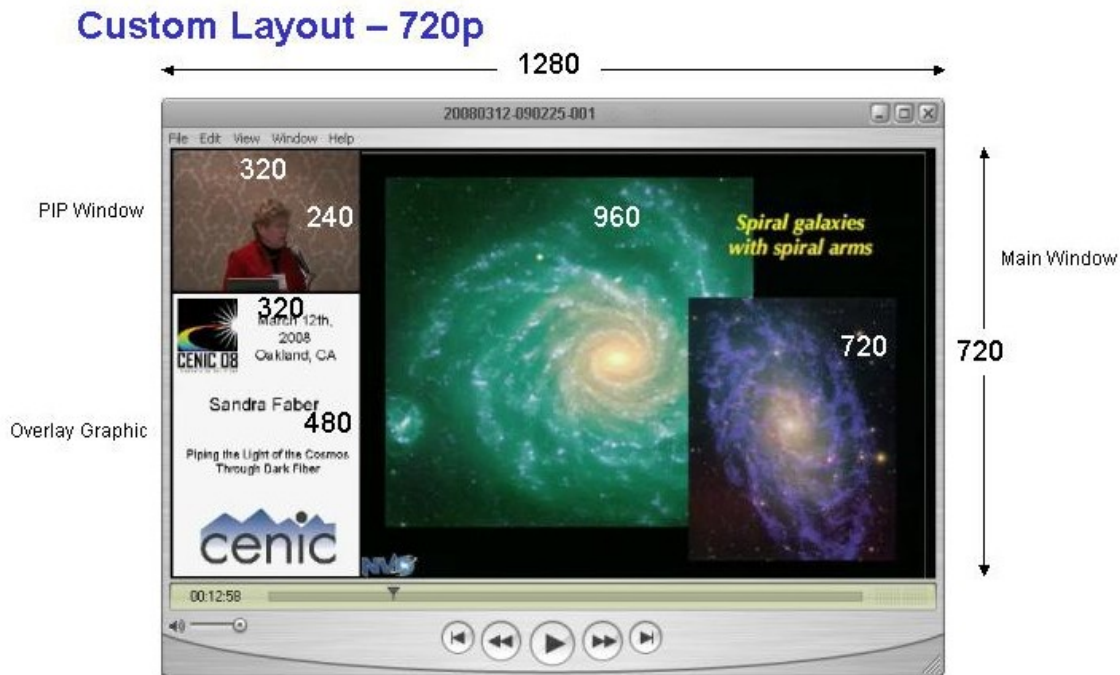 Custom Layout – 720p
1280
20080312-090225-001
File Edit View Window Help
320
240
PIP Window
960
Spiral galaxies
with spiral arms
Main Window
320
March 12th,
2008
Oakland, CA
CENIC 08
720
720
Sandra Faber
480
Overlay Graphic
Piping the Light of the Cosmos
Through Dark Fiber
cenic
NVO
00:12:58